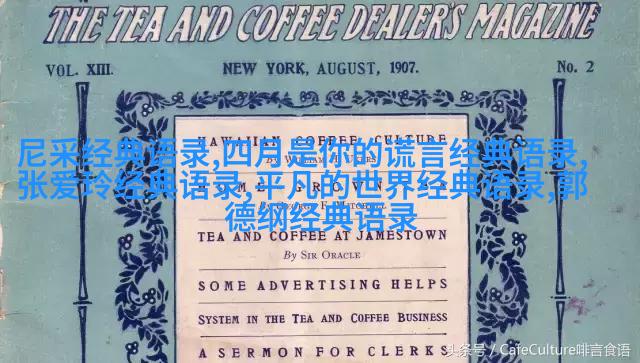 THE TEA AND COFFEE DEALER'S MAGAZINE
VOL. XIII. NEW YORK, AUGUST, 1907. No. 2
HAWAIIAN COFFEE CULTURE
尼采经典语录,四月是你的谎言经典语录,
张爱玲经典语录,平凡的世界经典语录,郭
德纲经典语录
TEA AND COFFEE AT JAMESTOWN
By SIR ORACLE
SOME ADVERTISING HELPS
SYSTEM IN THE TEA AND COFFEE BUSINESS
A SERMON FOR CLERKS
头条号 / CafeCulture啡言食语